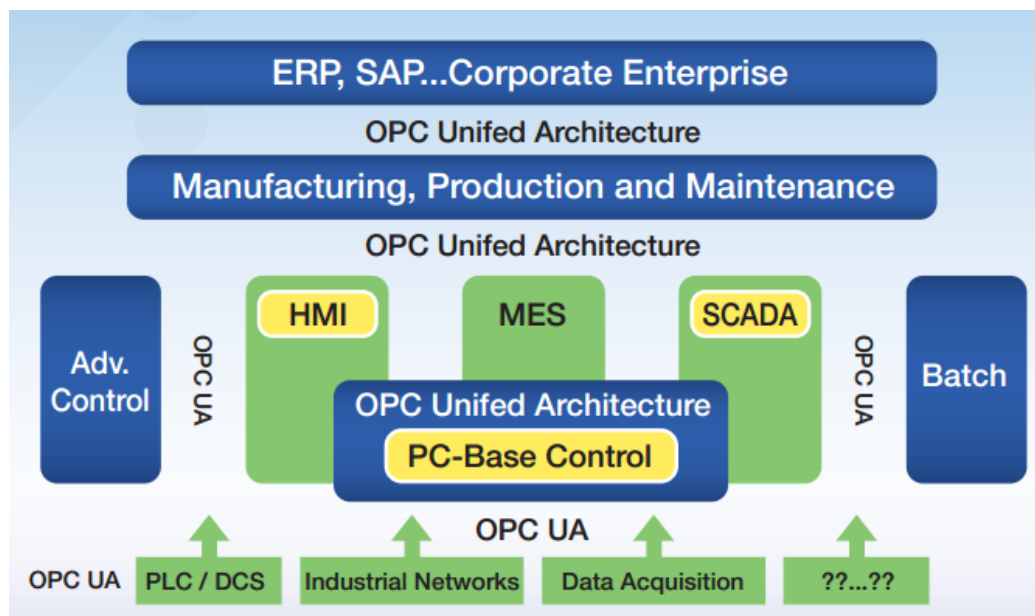 ERP, SAP...Corporate Enterprise
OPC Unifed Architecture
Manufacturing, Production and Maintenance
OPC Unifed Architecture
Adv.
Control
OPC UA
HMI
MES
SCADA
OPC UA
Batch
OPC Unifed Architecture
PC-Base Control
OPC UA
OPC UA
PLC / DCS
Industrial Networks
Data Acquisition
??...??